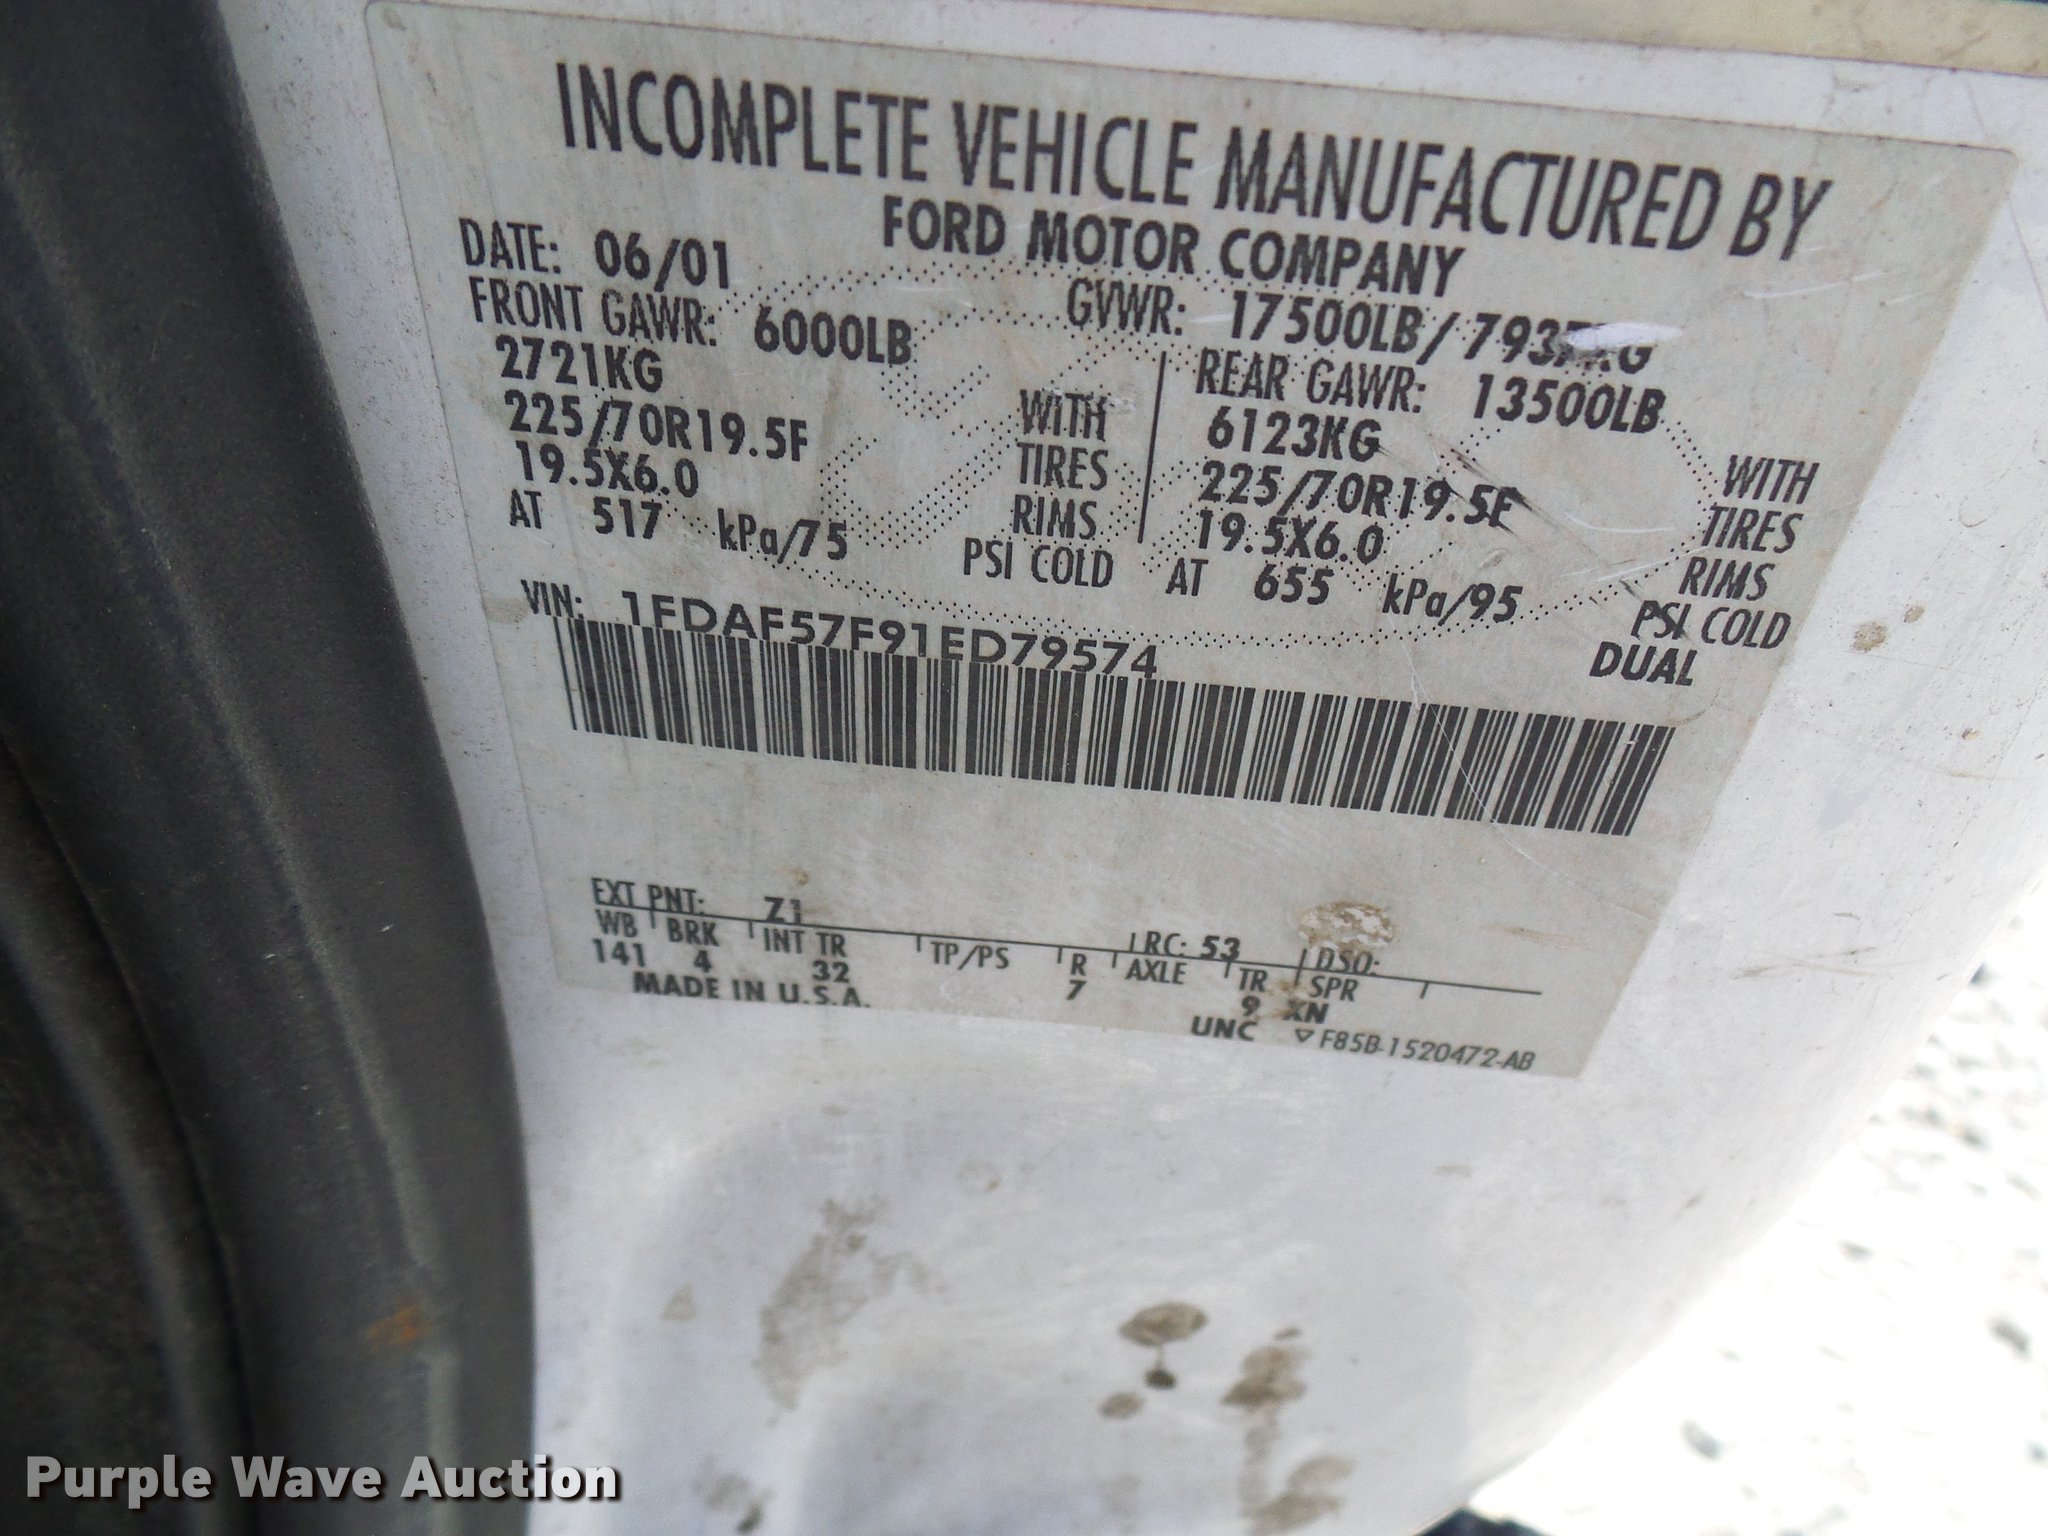 INCOMPLETE VEHICLE MANUFACTURED BY
FORD MOTOR COMPANY
DATE: 06/01
GVWR: 17500LB/
FRONT GAWR: 6000LB
2721KG
WITH
225/70R19.5F
TIRES
19.5X6.0
RIMS
AT 517 kPa/75
PSI COLD
REAR GAWR: 13500LB
6123KG
WITH
225/70R19.5F
TIRES
19.5X6.0
RIMS
AT 655 kPa/95
PSI COLD
DUAL
VIN: 1FDAF57F91ED79574
EXT PNT: Z1
RC: 53 DSO:
WB BRK INT TR TP/PS R AXLE TR SPR
141 4 32 7 9 XN
MADE IN U.S.A.
UNC
▽ F85B-1520472-AB
Purple Wave Auction